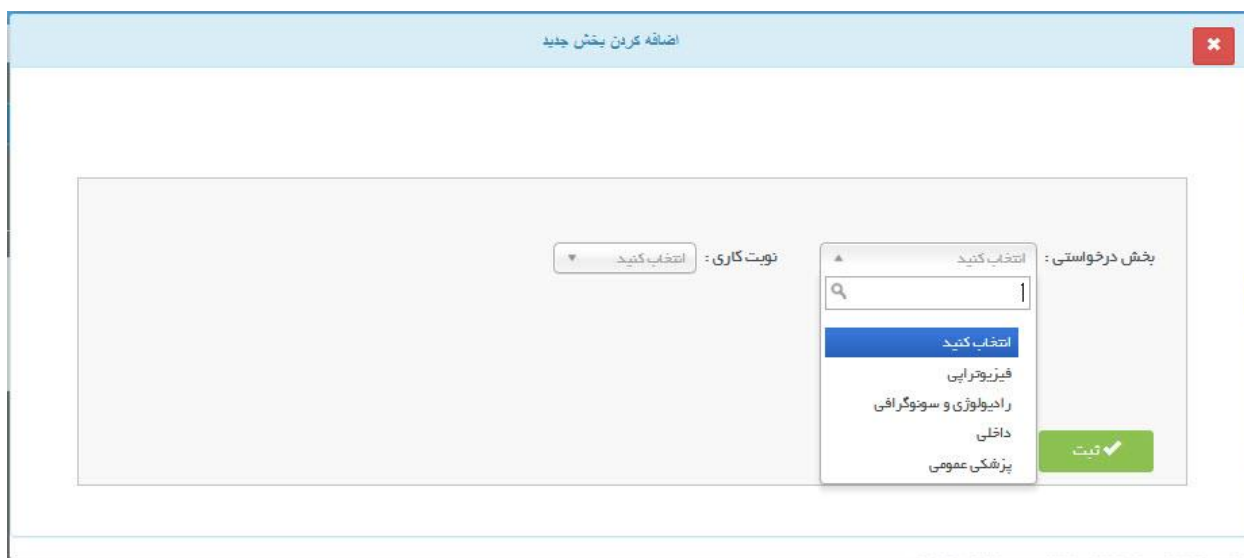 اضافه کردن بخش جدید
بخش درخواستی : انتخاب کنید نوبت کاری : انتخاب کنید
انتخاب کنید
فیزیوتراپی
رادیولوژی و سونوگرافی
داخلی
پزشکی عمومی
ثبت